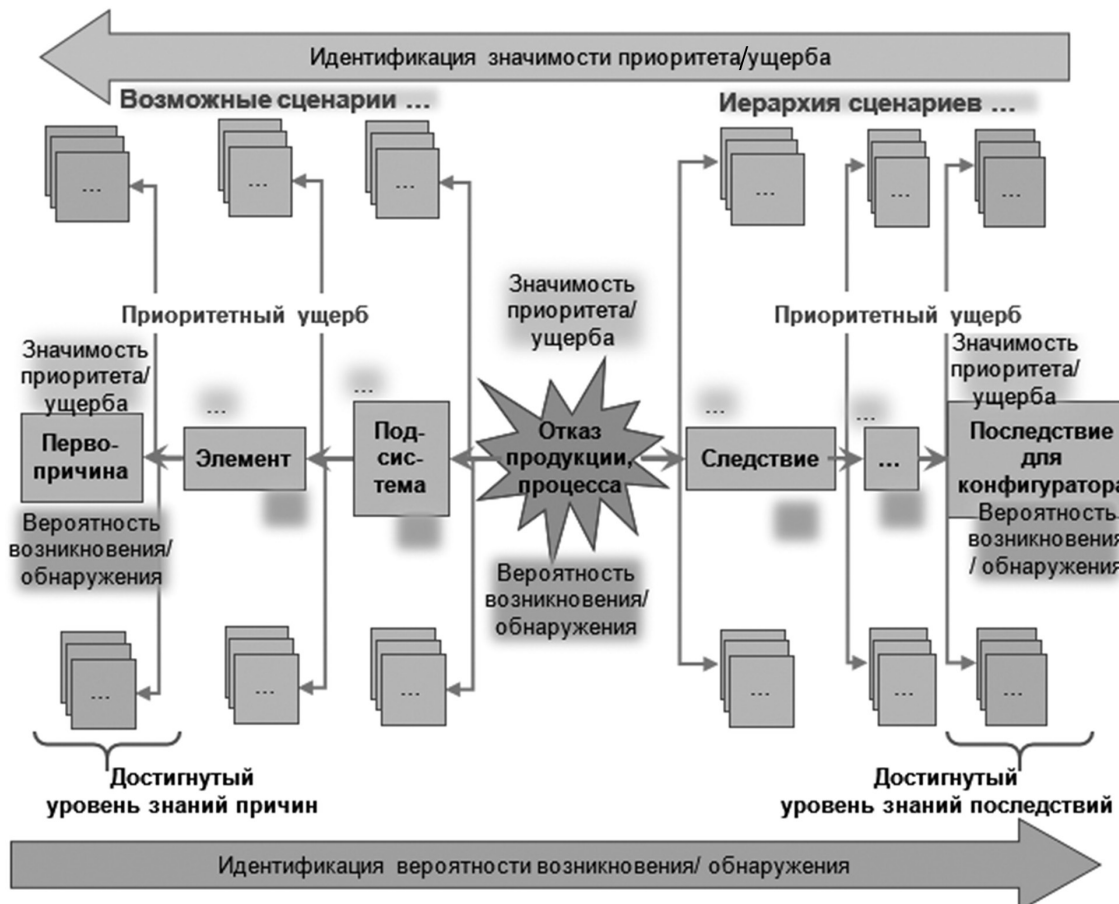 Идентификация значимости приоритета/ущерба
Возможные сценарии ...
Иерархия сценариев ...
...
...
...
...
...
...
Значимость
приоритета/
ущерба
Приоритетный ущерб
Приоритетный ущерб
Значимость
приоритета/
ущерба
Значимость
приоритета/
ущерба
...
...
...
...
Перво-
причина
Элемент
Под-
сис-
тема
Отказ
продукции,
процесса
Следствие
...
Последствие
для
конфигуратора
Вероятность
возникновения/
обнаружения
Вероятность
возникновения/
обнаружения
Вероятность
возникновения
/ обнаружения
...
...
...
...
...
...
Достигнутый
уровень знаний причин
Достигнутый
уровень знаний последствий
Идентификация вероятности возникновения/ обнаружения